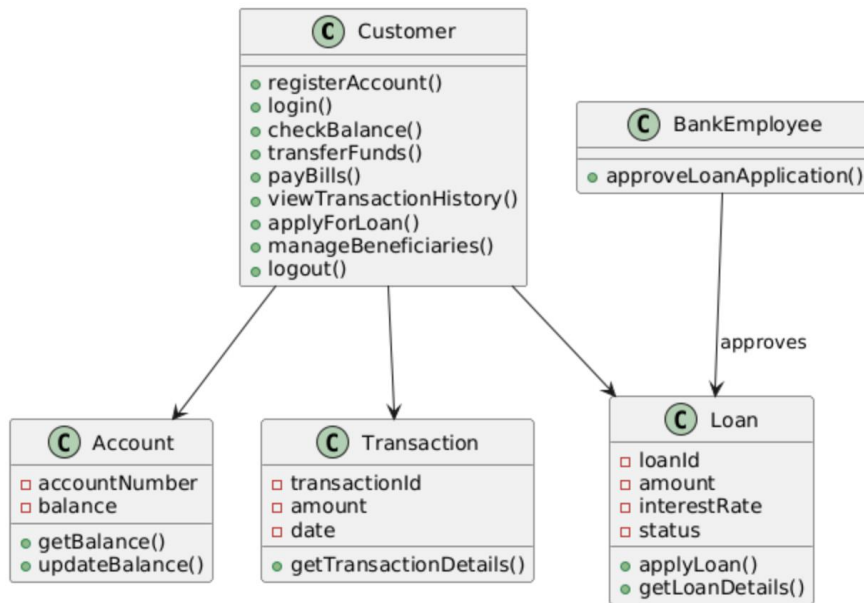 C Customer
registerAccount()
login()
checkBalance()
transferFunds()
payBills()
viewTransactionHistory()
applyForLoan()
manageBeneficiaries()
logout()
C BankEmployee
approveLoanApplication()
approves
C Account
accountNumber
balance
getBalance()
updateBalance()
C Transaction
transactionId
amount
date
getTransactionDetails()
C Loan
loanId
amount
interestRate
status
applyLoan()
getLoanDetails()